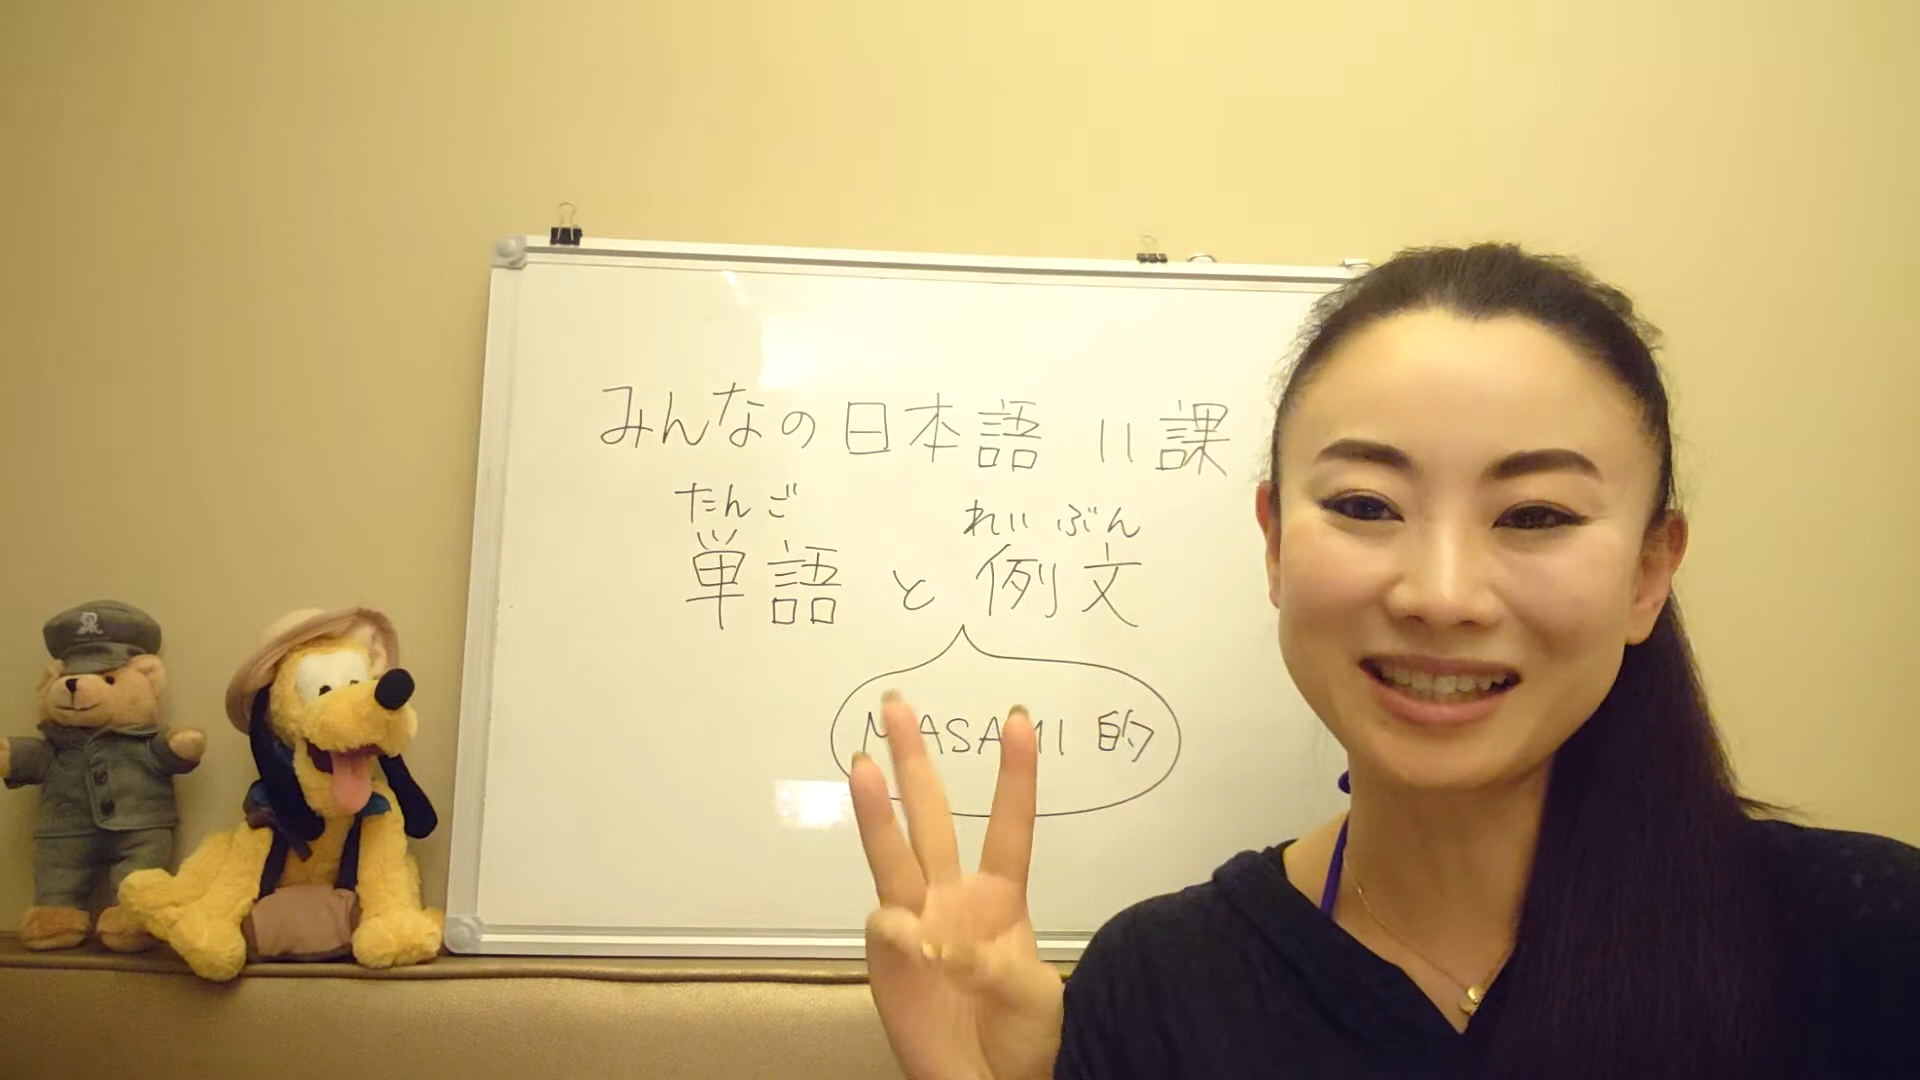 みんなの日本語 11課
たんご れいぶん
単語 と 例文
MASAMI 的